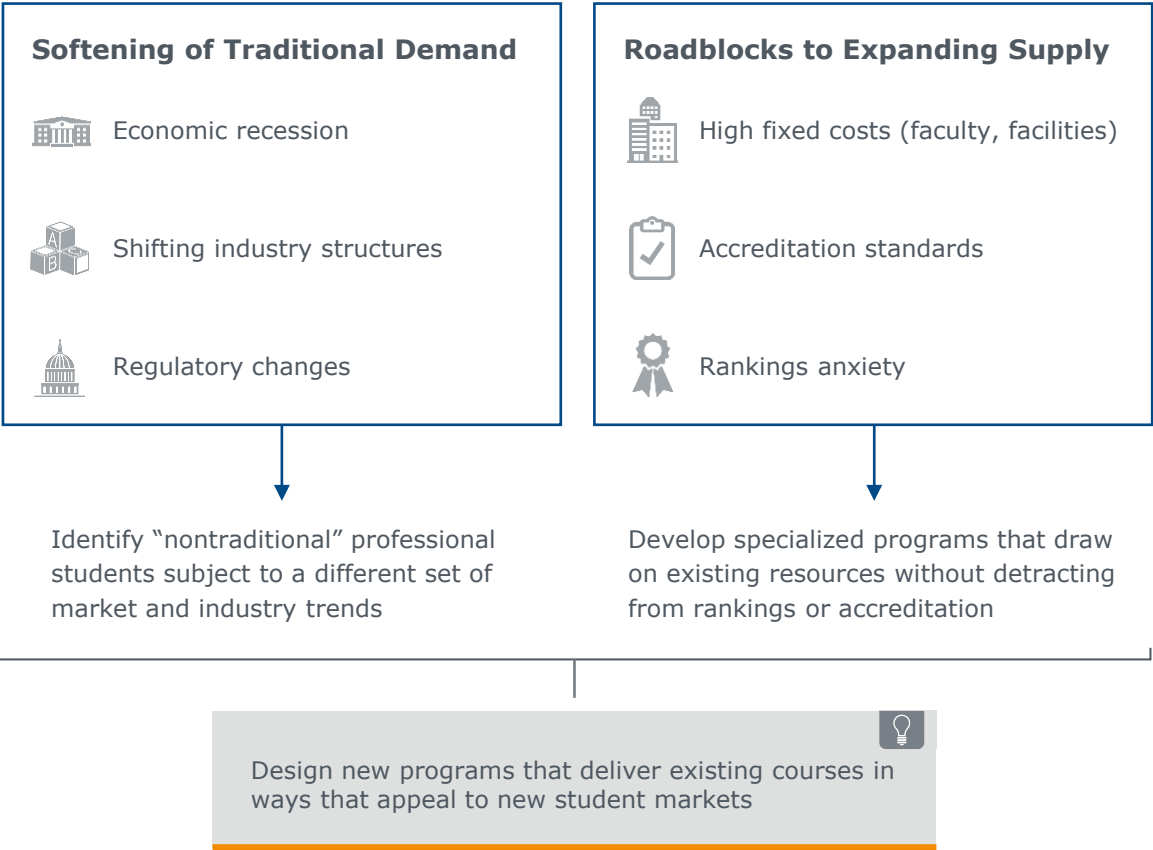 Softening of Traditional Demand
Economic recession
Shifting industry structures
Regulatory changes
Roadblocks to Expanding Supply
High fixed costs (faculty, facilities)
Accreditation standards
Rankings anxiety
Identify “nontraditional” professional
students subject to a different set of
market and industry trends
Develop specialized programs that draw
on existing resources without detracting
from rankings or accreditation
Design new programs that deliver existing courses in
ways that appeal to new student markets